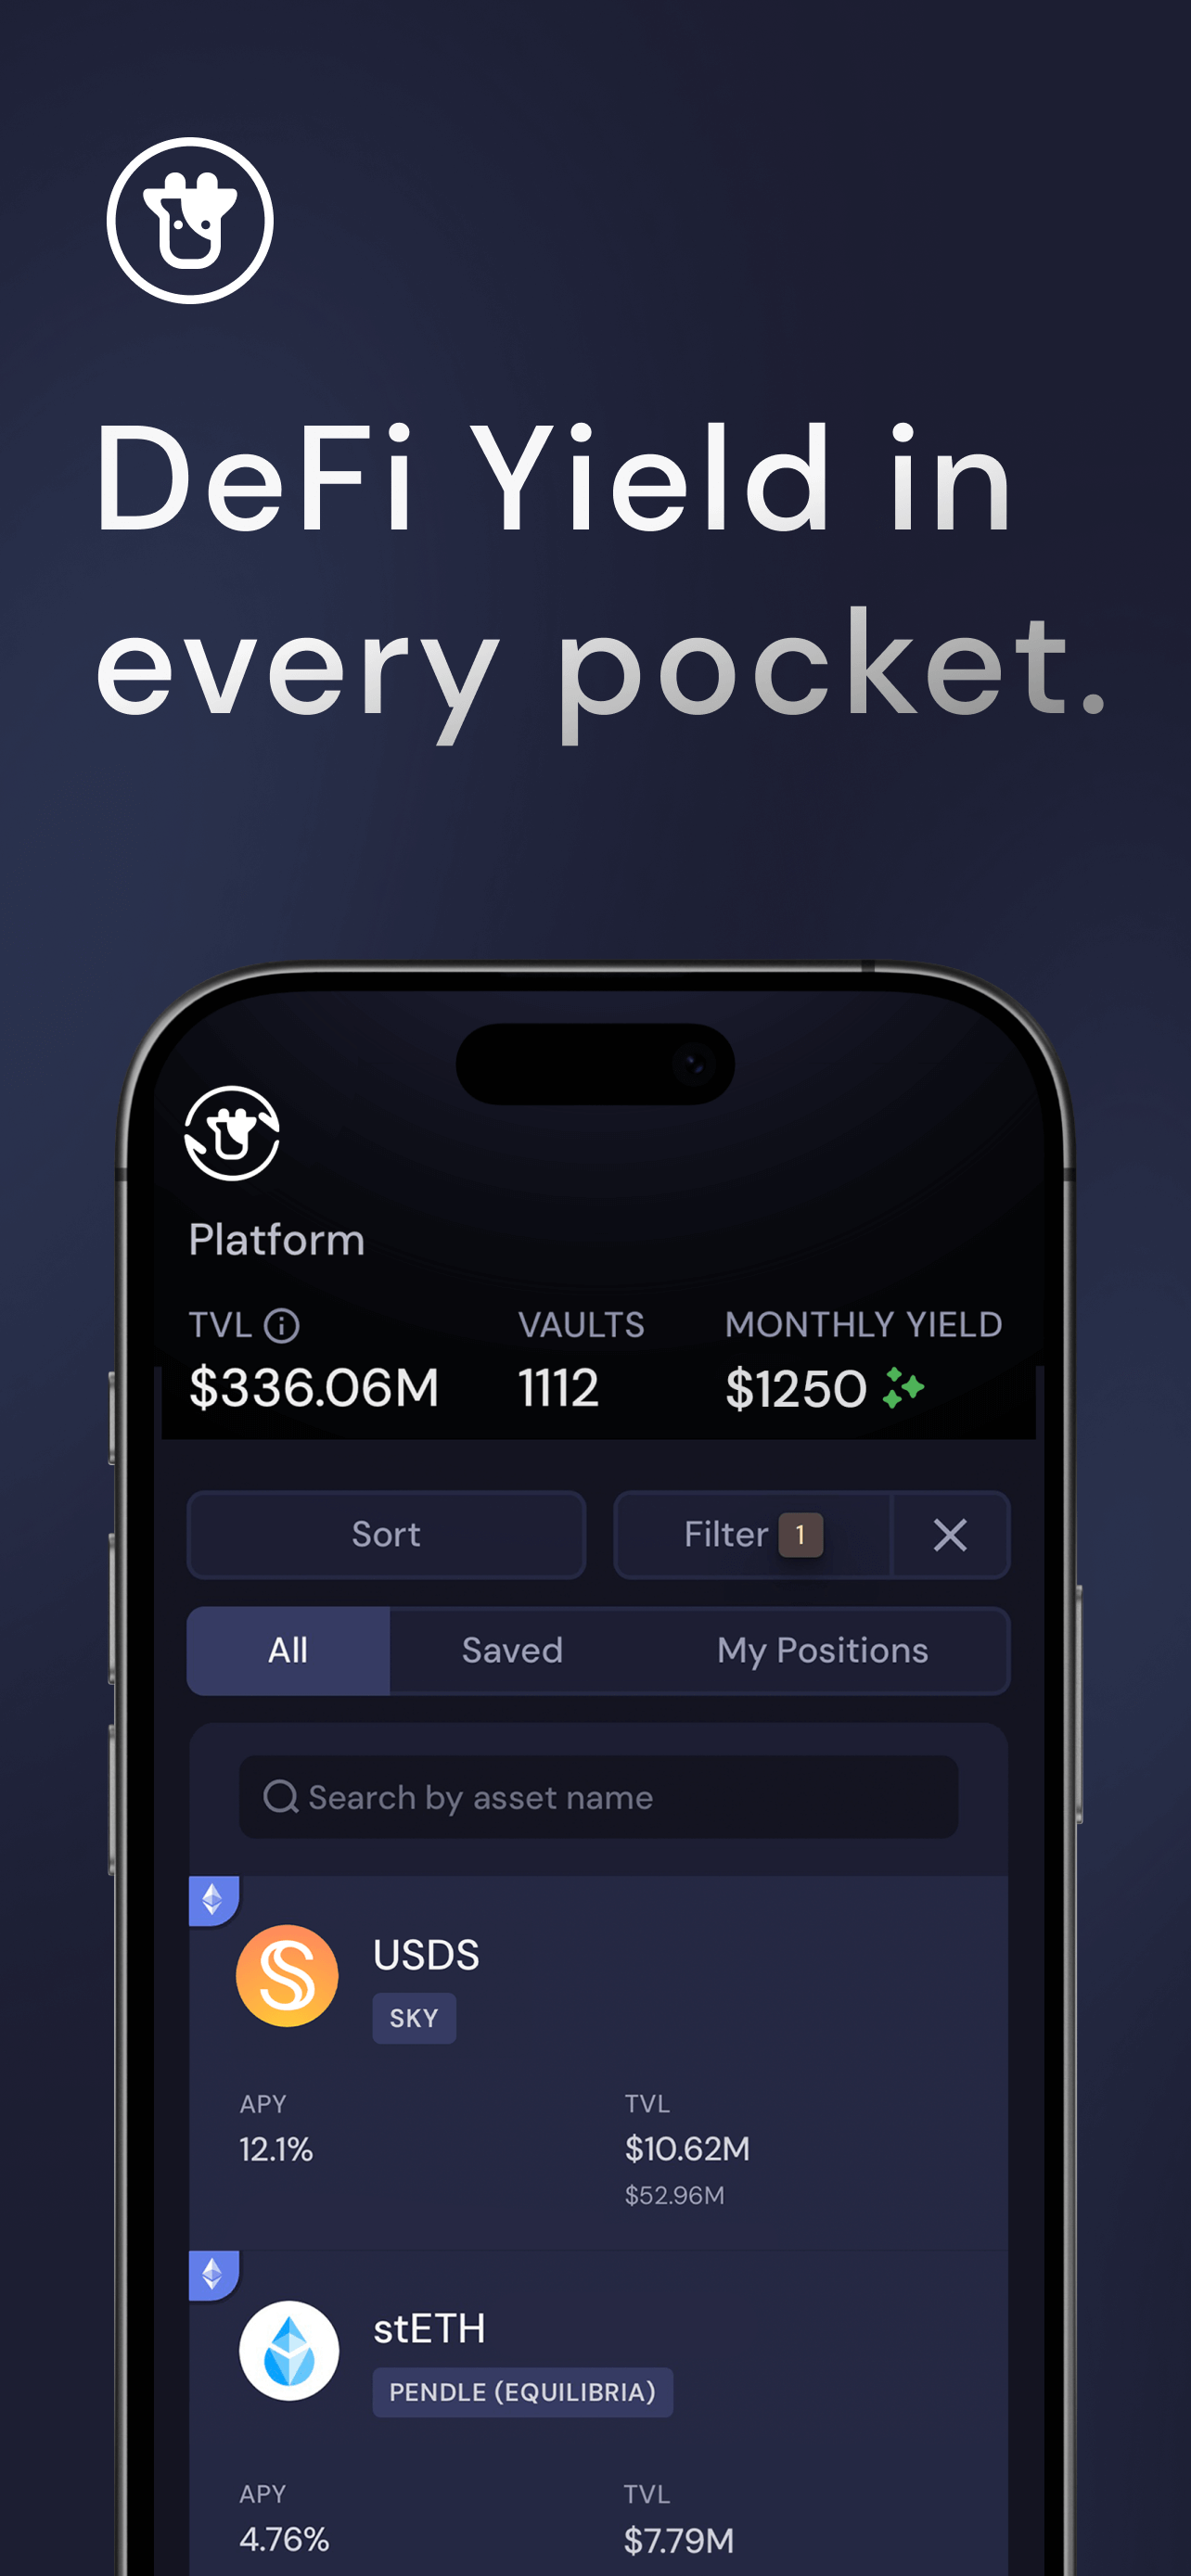 DeFi Yield in
every pocket.
Platform
TVL VAULTS MONTHLY YIELD
$336.06M 1112 $1250
Sort Filter 1
All Saved My Positions
Search by asset name
USDS
SKY
APY TVL
12.1% $10.62M
$52.96M
stETH
PENDLE (EQUILIBRIA)
APY TVL
4.76% $7.79M